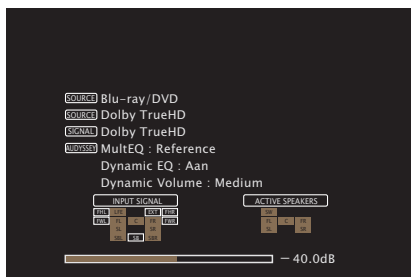 SOURCE Blu-ray/DVD
SOURCE Dolby TrueHD
SIGNAL Dolby TrueHD
AUDYSSEY MultEQ : Reference
Dynamic EQ : Aan
Dynamic Volume : Medium
INPUT SIGNAL ACTIVE SPEAKERS
FHL LFE EXT FHR SW
FWL FL C FR FWR FL C FR
SL SR SL SR
SBL SB SBR
-40.0dB